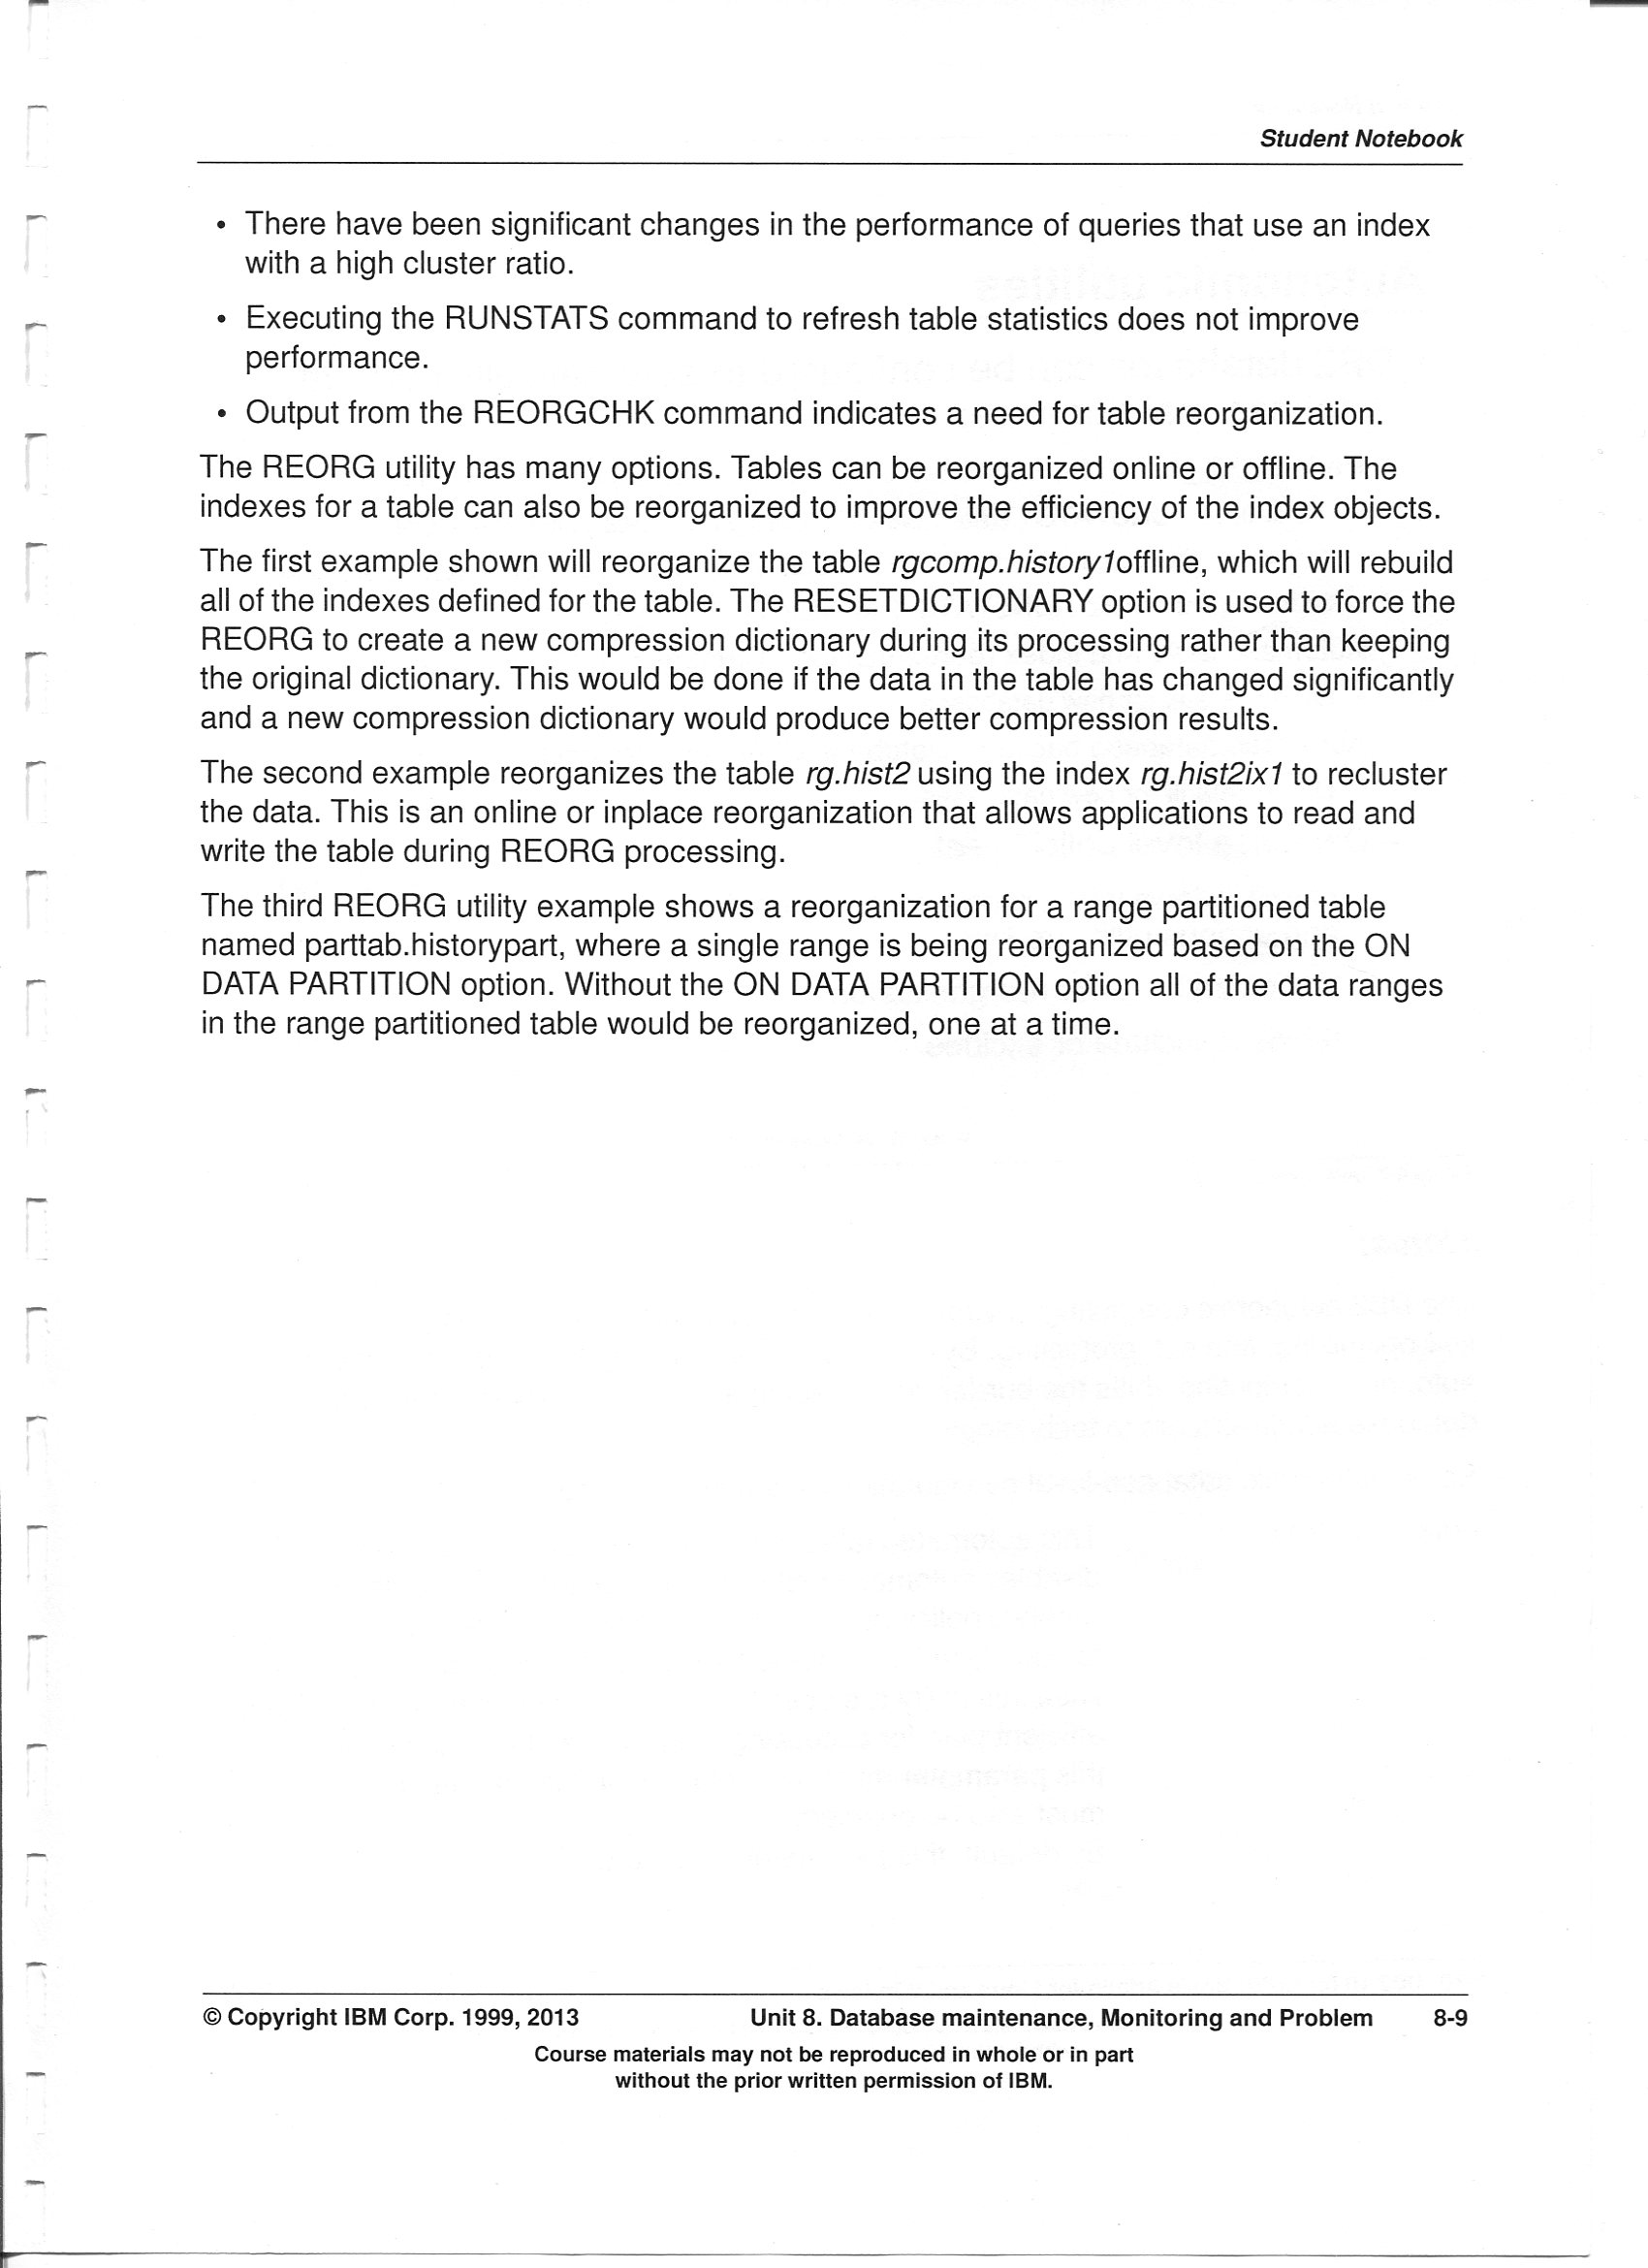 Student Notebook
• There have been significant changes in the performance of queries that use an index
with a high cluster ratio.
• Executing the RUNSTATS command to refresh table statistics does not improve
performance.
• Output from the REORGCHK command indicates a need for table reorganization.
The REORG utility has many options. Tables can be reorganized online or offline. The
indexes for a table can also be reorganized to improve the efficiency of the index objects.
The first example shown will reorganize the table rgcomp.history1offline, which will rebuild
all of the indexes defined for the table. The RESETDICTIONARY option is used to force the
REORG to create a new compression dictionary during its processing rather than keeping
the original dictionary. This would be done if the data in the table has changed significantly
and a new compression dictionary would produce better compression results.
The second example reorganizes the table rg.hist2 using the index rg.hist2ix1 to recluster
the data. This is an online or inplace reorganization that allows applications to read and
write the table during REORG processing.
The third REORG utility example shows a reorganization for a range partitioned table
named parttab.historypart, where a single range is being reorganized based on the ON
DATA PARTITION option. Without the ON DATA PARTITION option all of the data ranges
in the range partitioned table would be reorganized, one at a time.
© Copyright IBM Corp. 1999, 2013 Unit 8. Database maintenance, Monitoring and Problem 8-9
Course materials may not be reproduced in whole or in part
without the prior written permission of IBM.